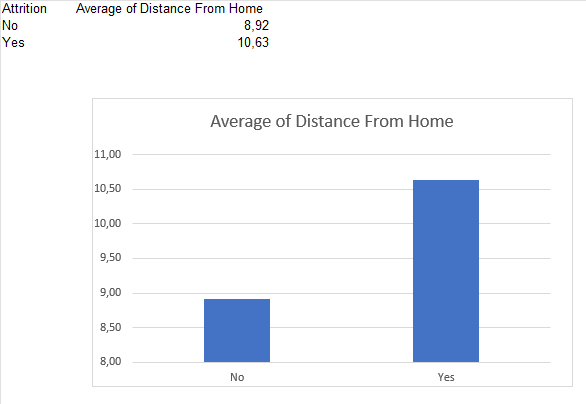 Attrition Average of Distance From Home
No 8,92
Yes 10,63
Average of Distance From Home
11,00
10,50
10,00
9,50
9,00
8,50
8,00
No Yes